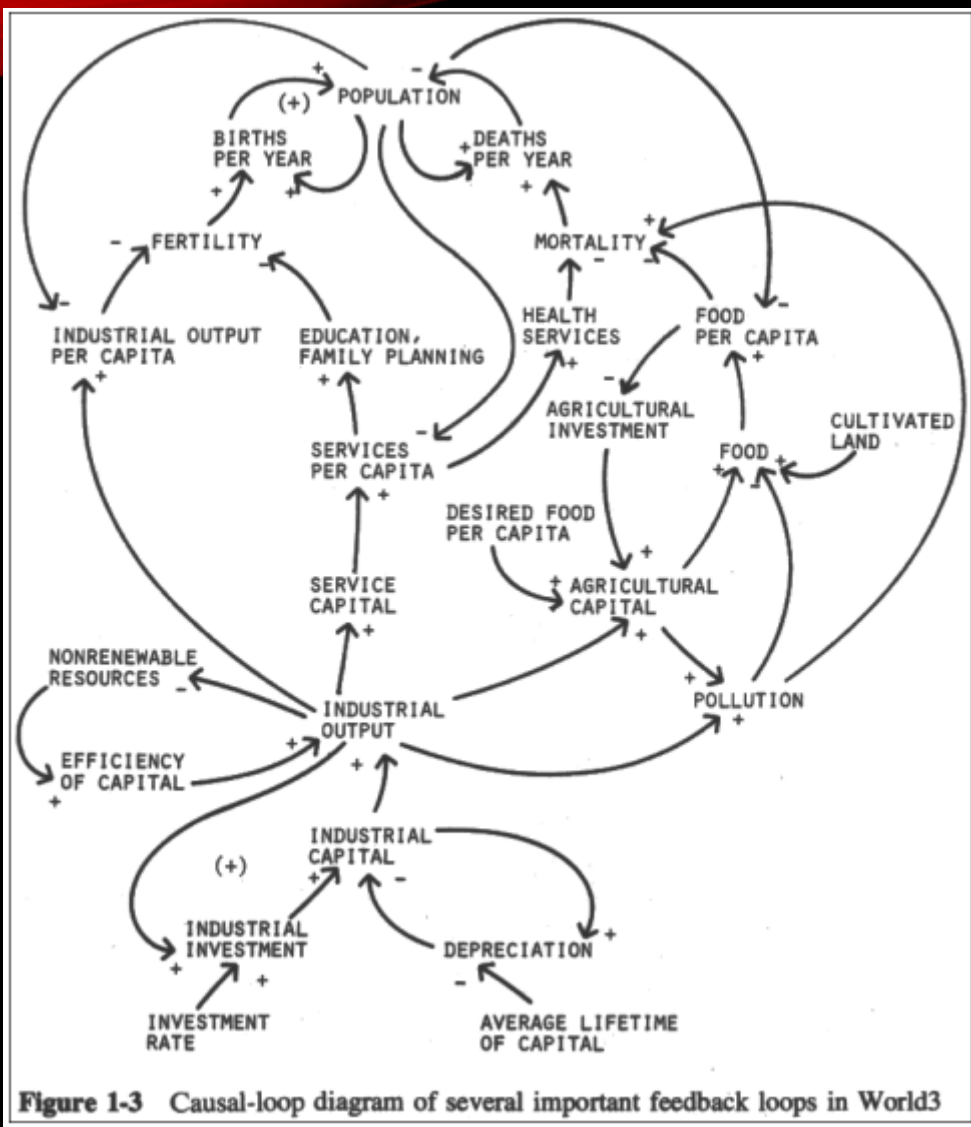 +
-
POPULATION
(+)
BIRTHS
PER YEAR
+
+
DEATHS
PER YEAR
+
+
- FERTILITY
-
+
MORTALITY
-
-
-
INDUSTRIAL OUTPUT
PER CAPITA
+
EDUCATION,
FAMILY PLANNING
+
HEALTH
SERVICES
+
-
FOOD
PER CAPITA
+
-
AGRICULTURAL
INVESTMENT
CULTIVATED
LAND
-
SERVICES
PER CAPITA
+
FOOD
+
+
-
DESIRED FOOD
PER CAPITA
+
+
AGRICULTURAL
CAPITAL
+
SERVICE
CAPITAL
+
NONRENEWABLE
RESOURCES
-
+
POLLUTION
+
INDUSTRIAL
OUTPUT
+
+
EFFICIENCY
OF CAPITAL
+
INDUSTRIAL
CAPITAL
+
-
(+)
INDUSTRIAL
INVESTMENT
+
+
DEPRECIATION
+
-
INVESTMENT
RATE
AVERAGE LIFETIME
OF CAPITAL
Figure 1-3 Causal-loop diagram of several important feedback loops in World3